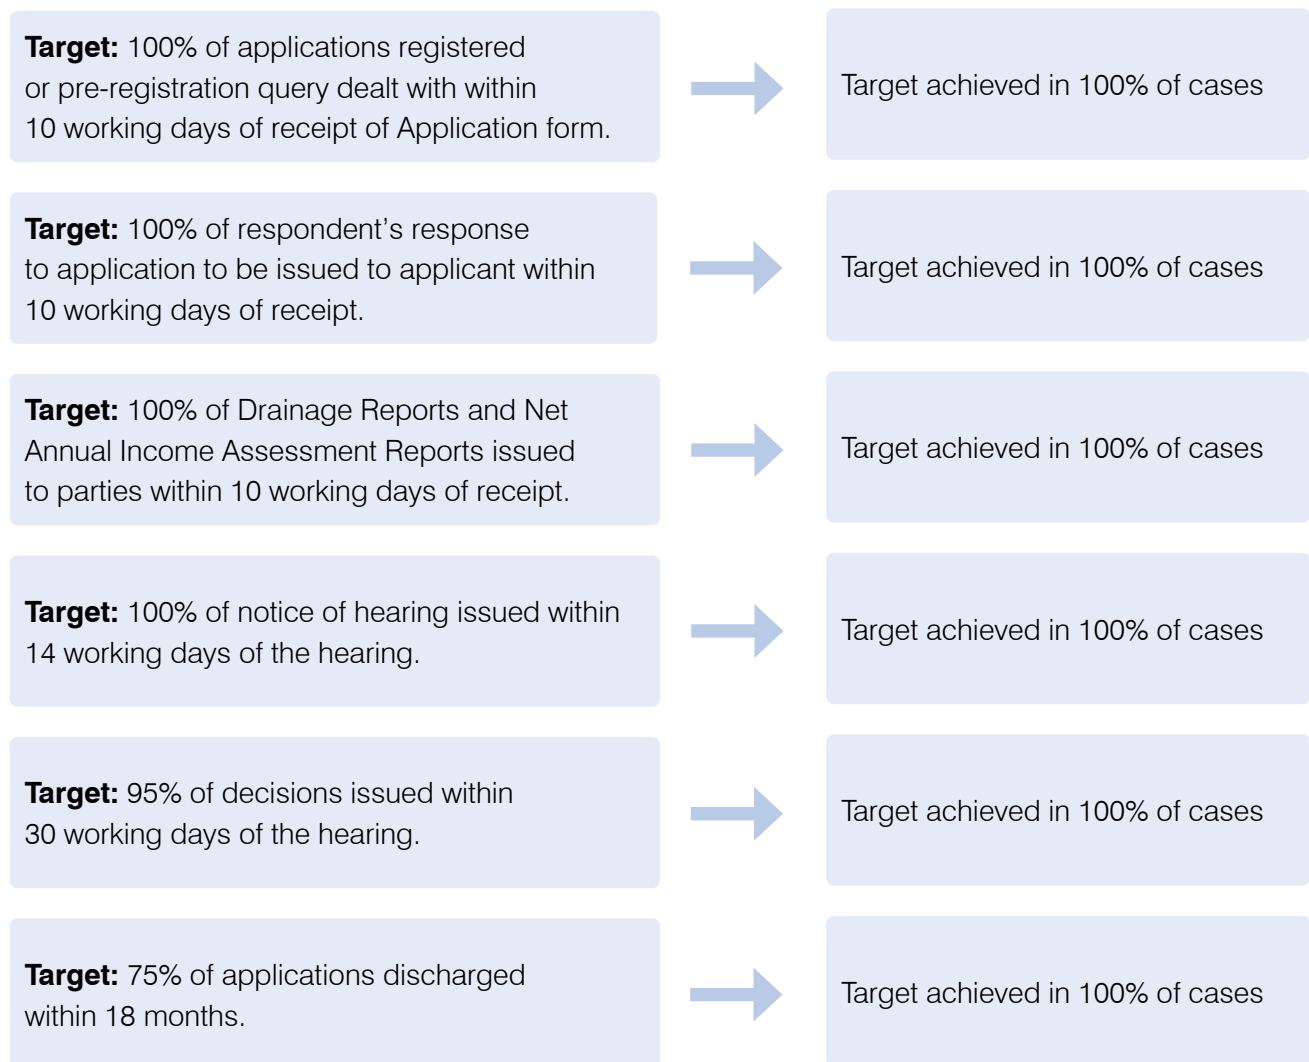 Target: 100% of applications registered
or pre-registration query dealt with within
10 working days of receipt of Application form.
Target achieved in 100% of cases
Target: 100% of respondent’s response
to application to be issued to applicant within
10 working days of receipt.
Target achieved in 100% of cases
Target: 100% of Drainage Reports and Net
Annual Income Assessment Reports issued
to parties within 10 working days of receipt.
Target achieved in 100% of cases
Target: 100% of notice of hearing issued within
14 working days of the hearing.
Target achieved in 100% of cases
Target: 95% of decisions issued within
30 working days of the hearing.
Target achieved in 100% of cases
Target: 75% of applications discharged
within 18 months.
Target achieved in 100% of cases